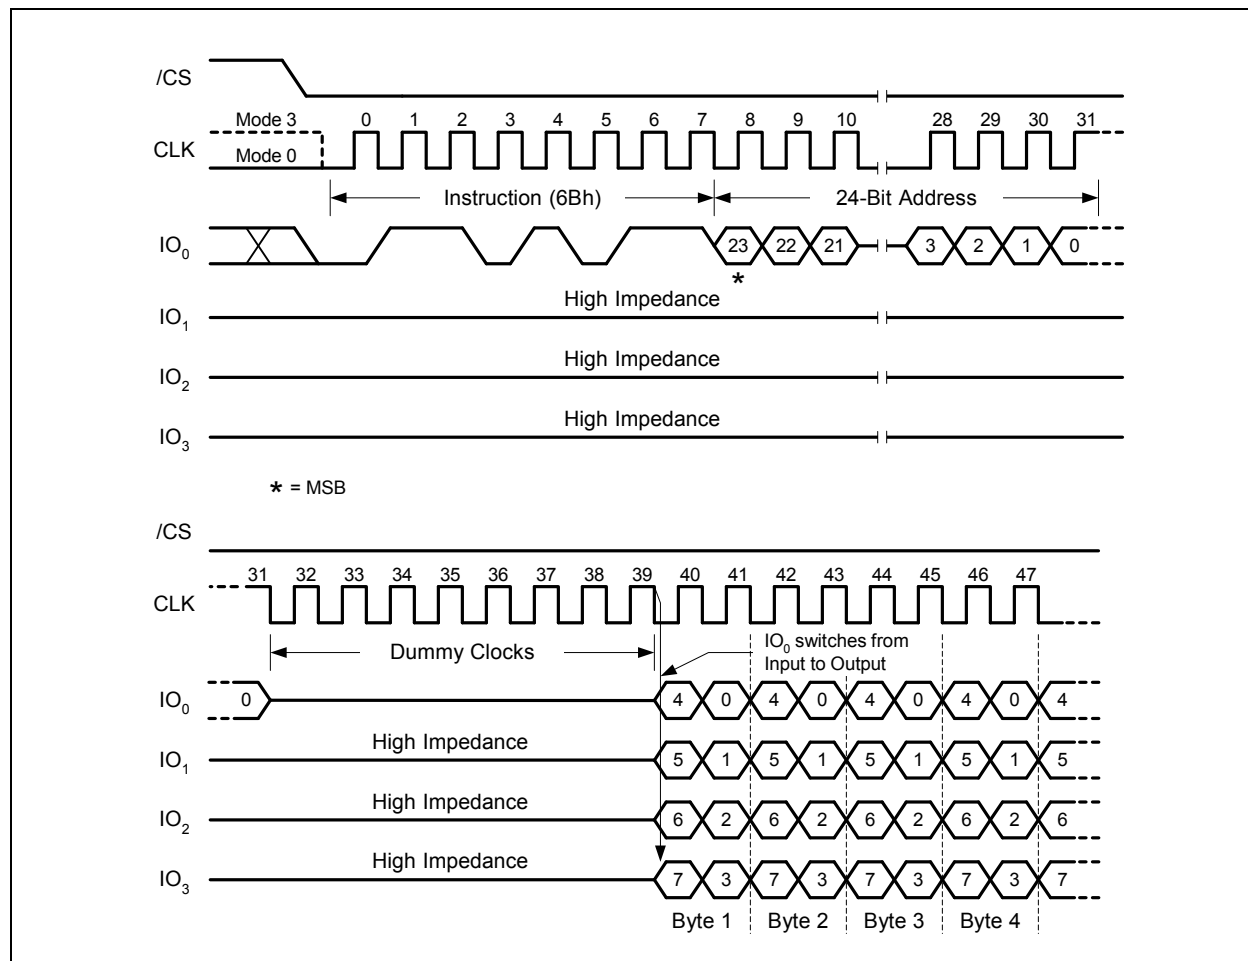 /CS
Mode 3
0 1 2 3 4 5 6 7 8 9 10 28 29 30 31
CLK
Mode 0
Instruction (6Bh) 24-Bit Address
IO0 23 22 21 3 2 1 0
*
High Impedance
IO1
High Impedance
IO2
High Impedance
IO3
* = MSB
/CS
31 32 33 34 35 36 37 38 39 40 41 42 43 44 45 46 47
CLK
IO0 switches from
Input to Output
Dummy Clocks
IO0 0 4 0 4 0 4 0 4 0 4
High Impedance
IO1 5 1 5 1 5 1 5 1 5
High Impedance
IO2 6 2 6 2 6 2 6 2 6
High Impedance
IO3 7 3 7 3 7 3 7 3 7
Byte 1 Byte 2 Byte 3 Byte 4